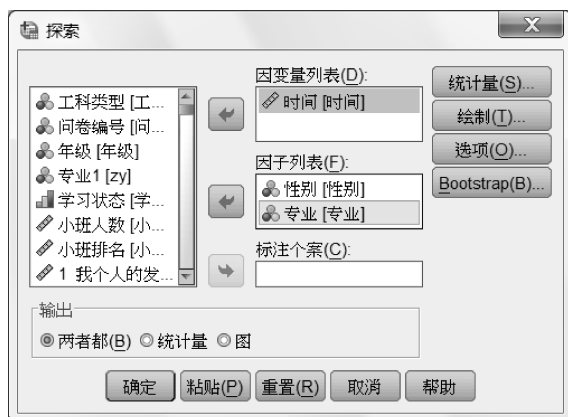 探索
工科类型 [工...
问卷编号 [问...
年级 [年级]
专业1 [zy]
学习状态 [学...
小班人数 [小...
小班排名 [小...
1 我个人的发...
因变量列表(D):
时间 [时间]
因子列表(F):
性别 [性别]
专业 [专业]
标注个案(C):
统计量(S)...
绘制(T)...
选项(O)...
Bootstrap(B)...
输出
两者都(B) 统计量 图
确定 粘贴(P) 重置(R) 取消 帮助